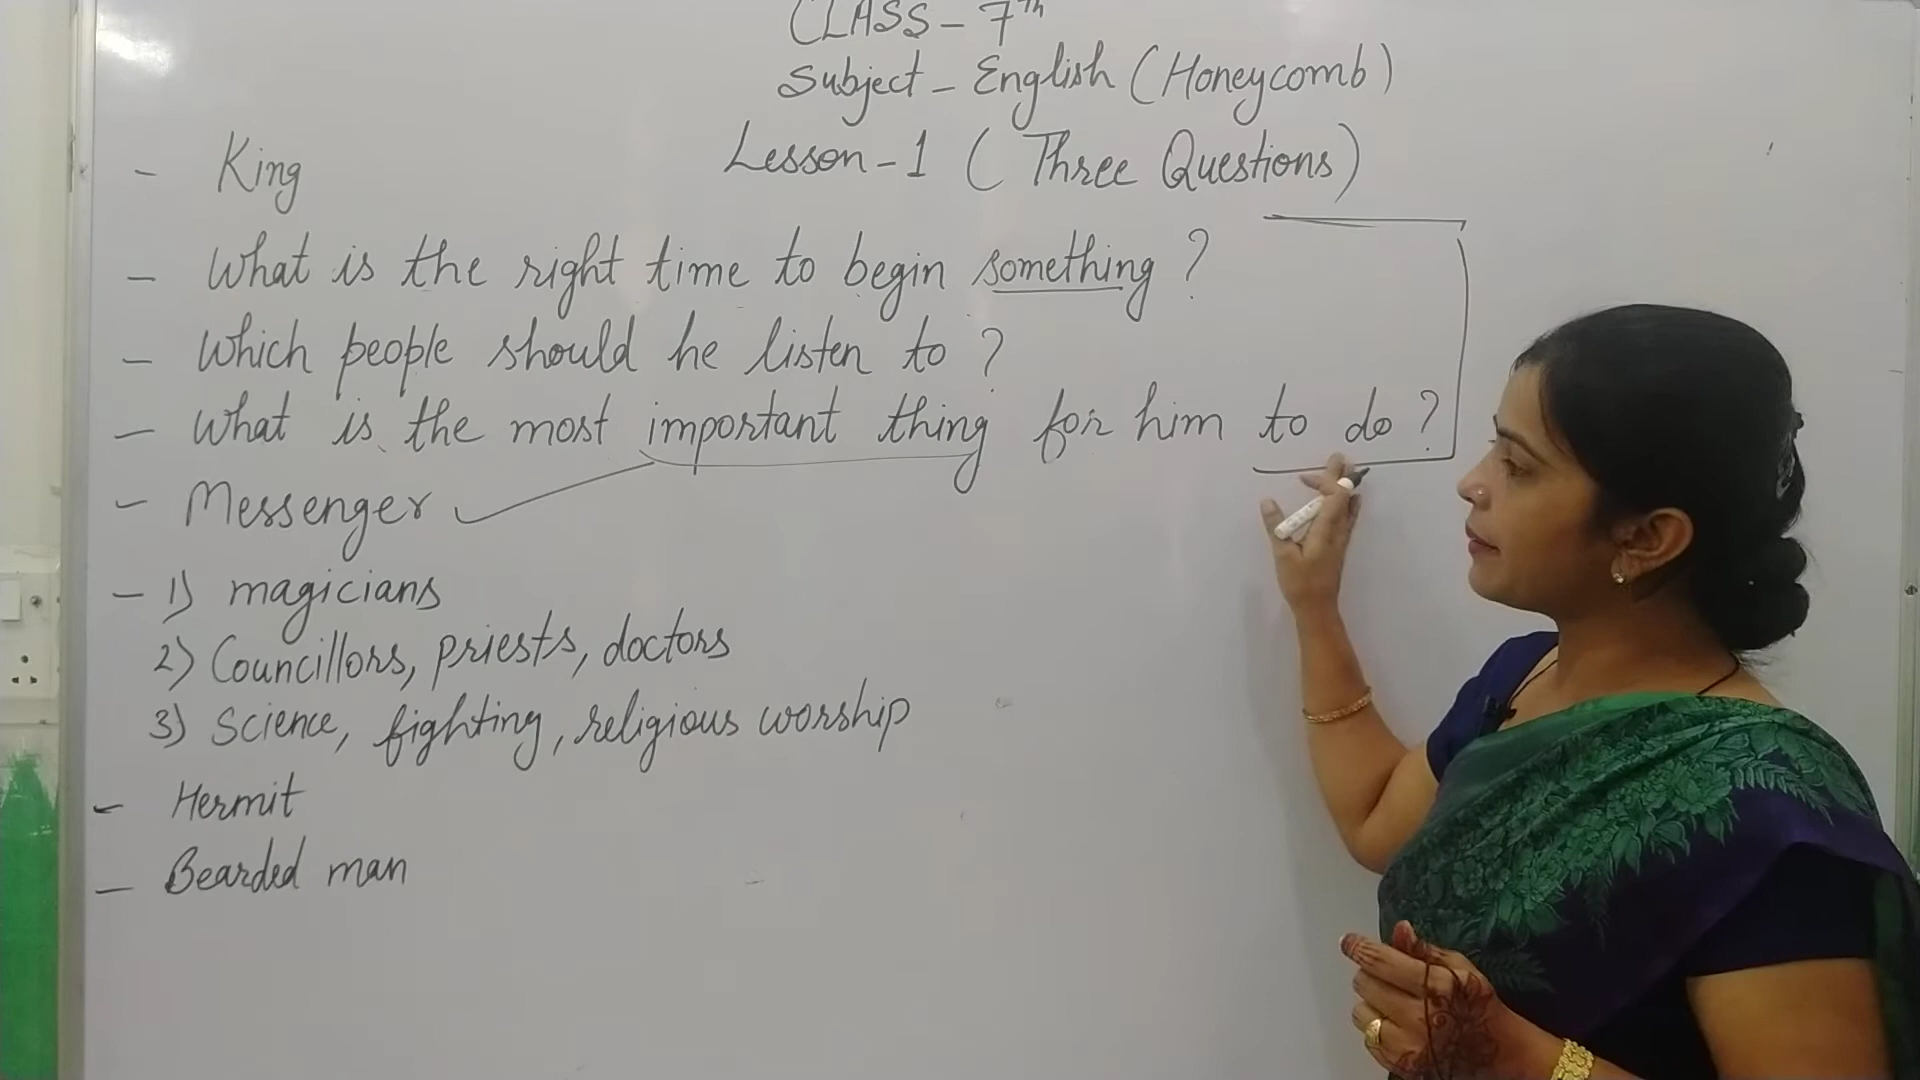 CLASS - 7th
Subject - English (Honeycomb)
Lesson - 1 (Three Questions)
- King
- What is the right time to begin something?
- Which people should he listen to?
- What is the most important thing for him to do?
- Messenger
- 1) magicians
2) Councillors, priests, doctors
3) Science, fighting, religious worship
- Hermit
- Bearded man